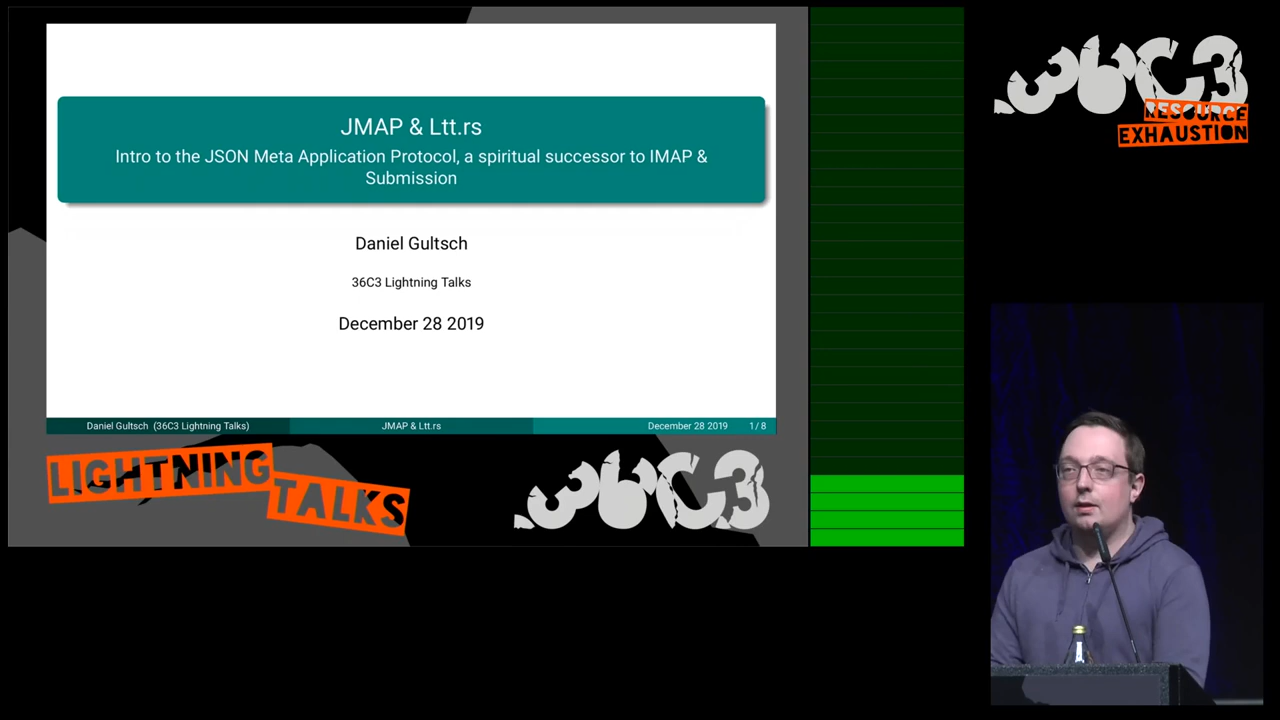 JMAP & Ltt.rs
Intro to the JSON Meta Application Protocol, a spiritual successor to IMAP &
Submission
Daniel Gultsch
36C3 Lightning Talks
December 28 2019
Daniel Gultsch (36C3 Lightning Talks)
JMAP & Ltt.rs
December 28 2019
1 / 8
LIGHTNING
TALKS
36C3
36C3
RESOURCE
EXHAUSTION